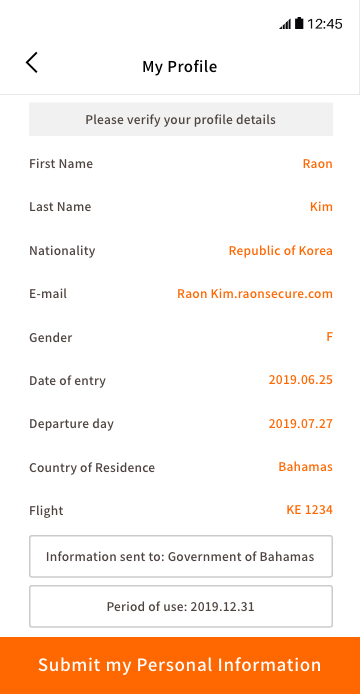 12:45
My Profile
Please verify your profile details
First Name Raon
Last Name Kim
Nationality Republic of Korea
E-mail Raon Kim.raonsecure.com
Gender F
Date of entry 2019.06.25
Departure day 2019.07.27
Country of Residence Bahamas
Flight KE 1234
Information sent to: Government of Bahamas
Period of use: 2019.12.31
Submit my Personal Information